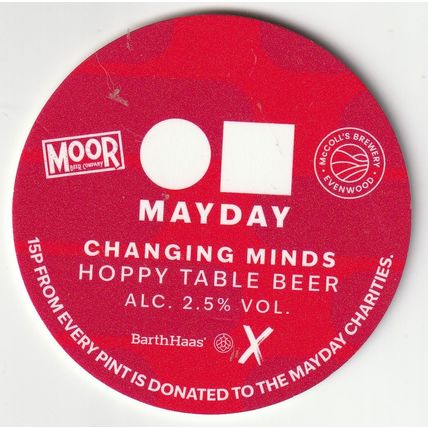 MOOR
BEER COMPANY
McCOLL'S BREWERY
EVENWOOD
MAYDAY
CHANGING MINDS
HOPPY TABLE BEER
ALC. 2.5% VOL.
BarthHaas X
15P FROM EVERY PINT IS DONATED TO THE MAYDAY CHARITIES.